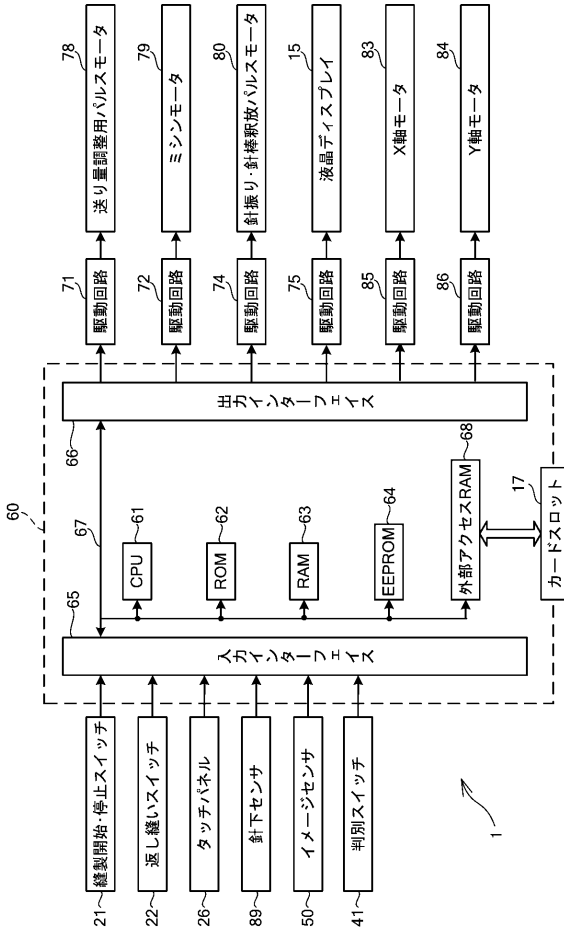 縫製開始・停止スイッチ
21
返し縫いスイッチ
22
タッチパネル
26
針下センサ
89
イメージセンサ
50
判別スイッチ
41
1
60
65
入力インターフェイス
67
CPU
61
ROM
62
RAM
63
EEPROM
64
外部アクセスRAM
68
カードスロット
17
66
出力インターフェイス
71
駆動回路
78
送り量調整用パルスモータ
72
駆動回路
79
ミシンモータ
74
駆動回路
80
針振り・針棒釈放パルスモータ
75
駆動回路
15
液晶ディスプレイ
85
駆動回路
83
X軸モータ
86
駆動回路
84
Y軸モータ